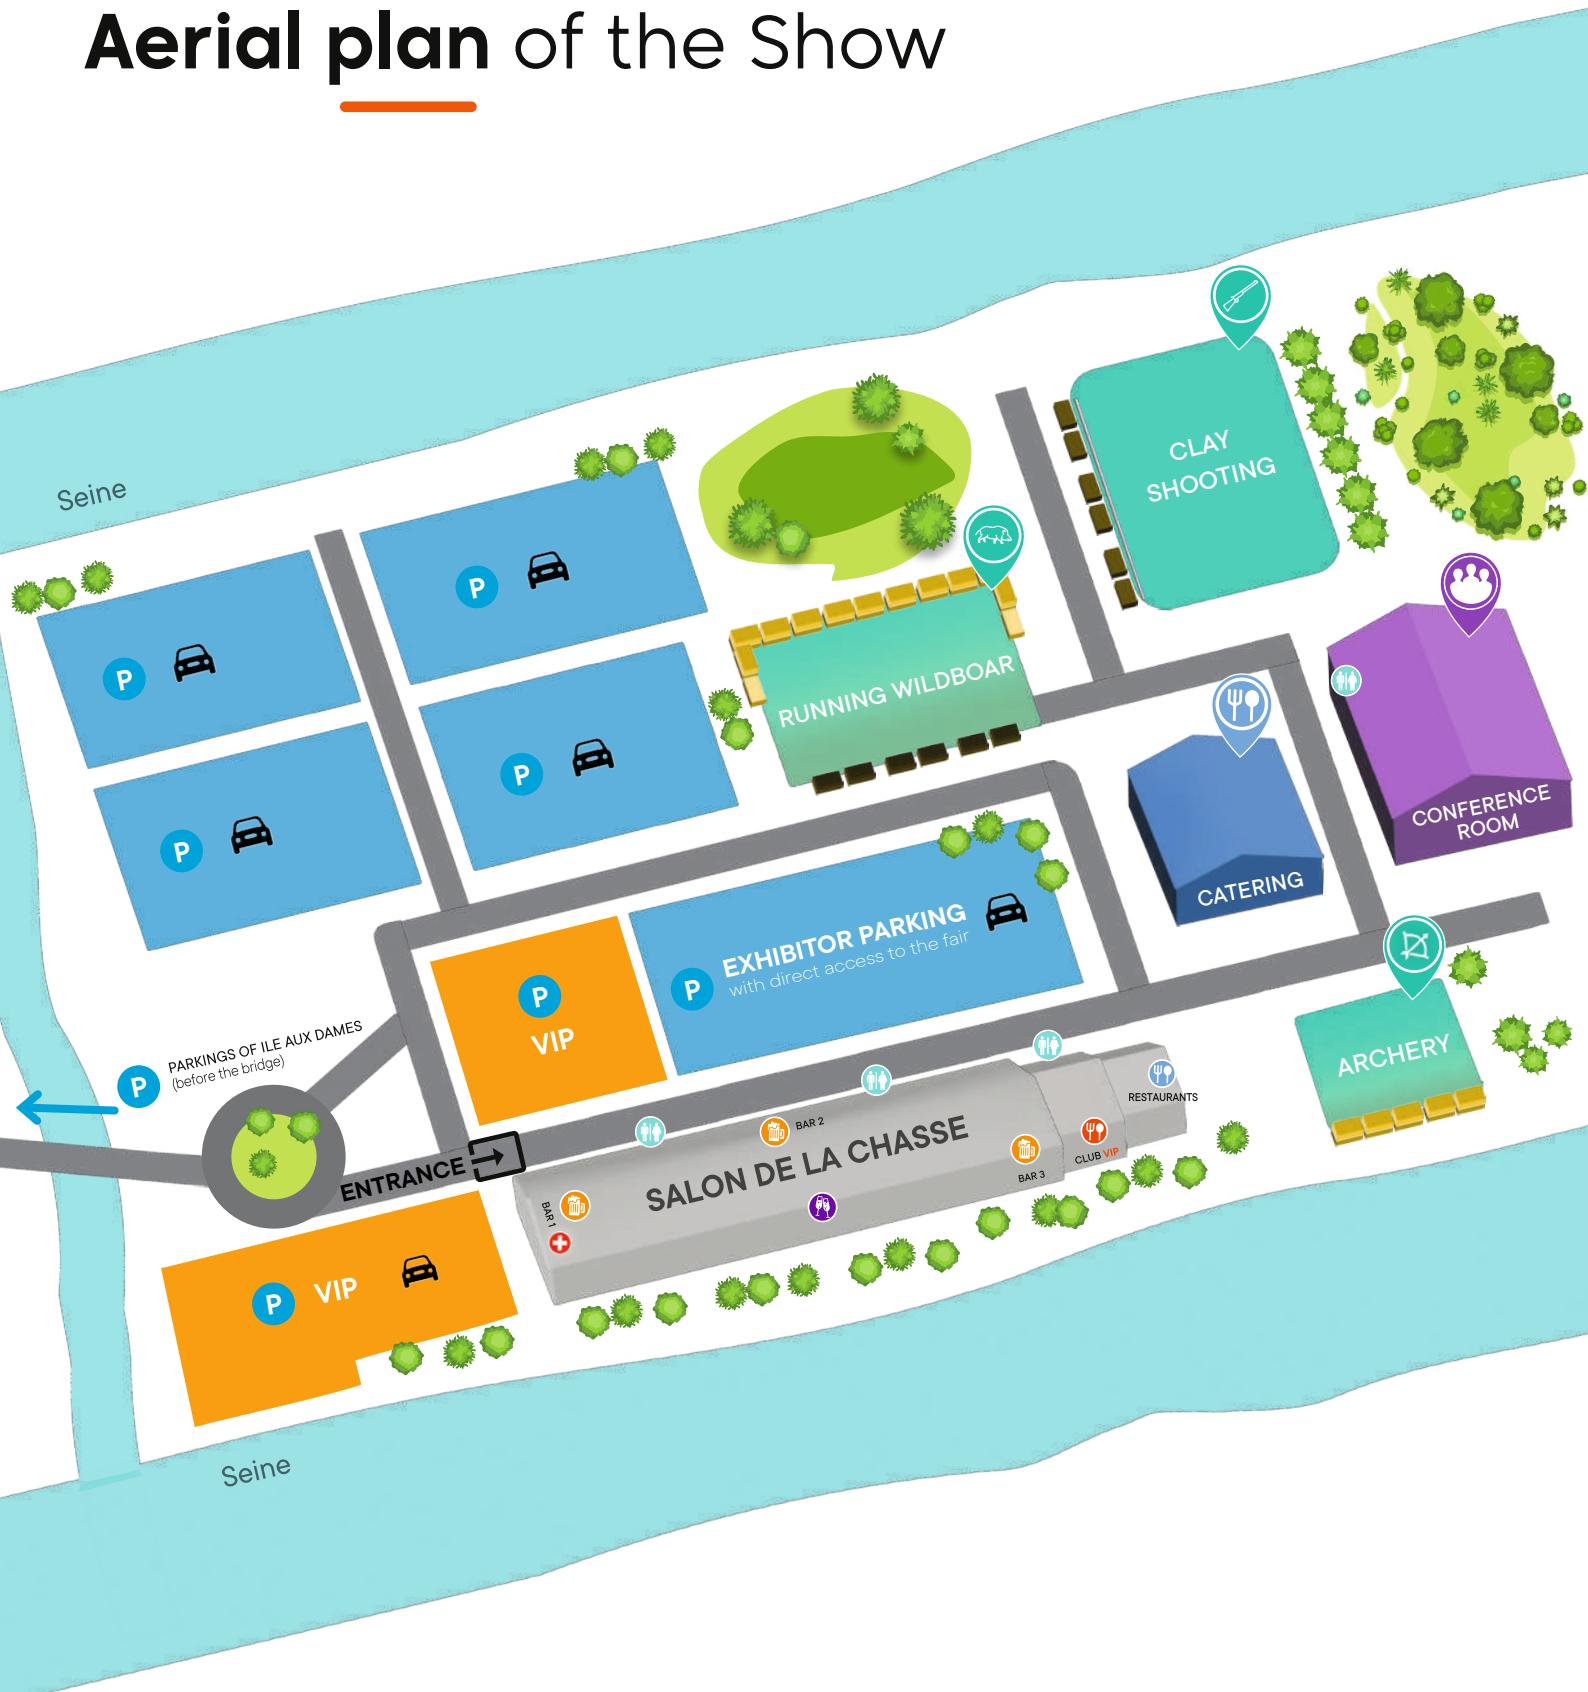 Aerial plan of the Show
Seine
P
P
P
P
CLAY
SHOOTING
RUNNING WILDBOAR
CONFERENCE
ROOM
CATERING
P
EXHIBITOR PARKING
with direct access to the fair
P
VIP
P
PARKINGS OF ILE AUX DAMES
(before the bridge)
ARCHERY
ENTRANCE
RESTAURANTS
BAR 2
SALON DE LA CHASSE
CLUB VIP
BAR 3
BAR 1
P
VIP
Seine